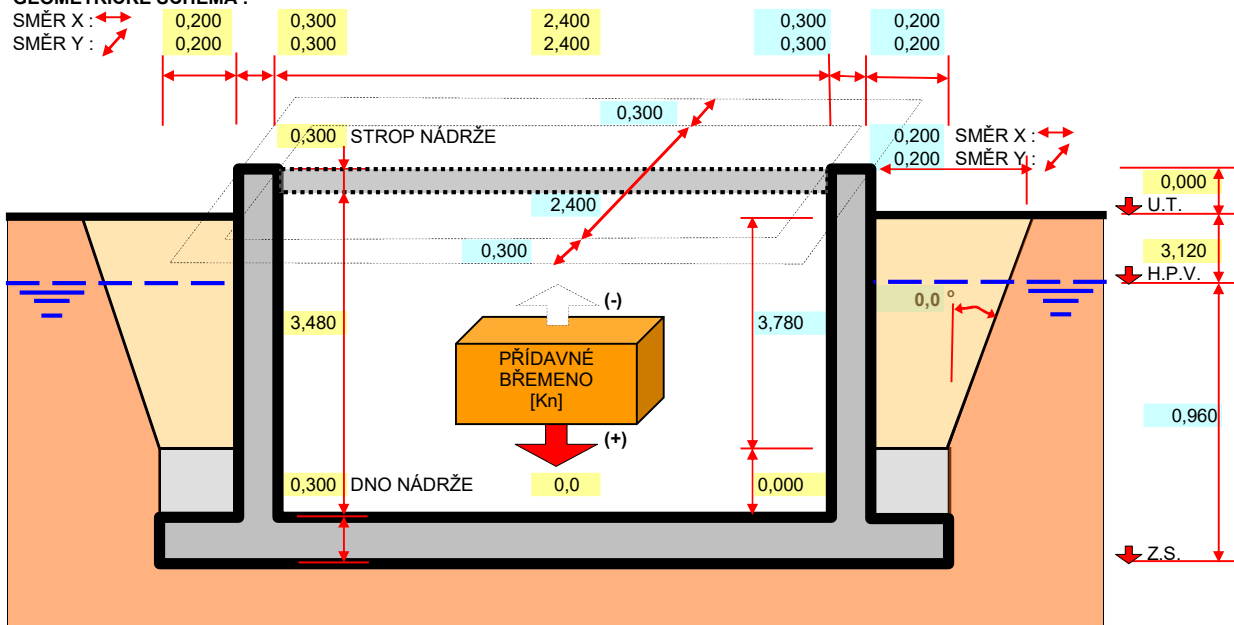 GEOMETRICKÉ SCHÉMA :
SMĚR X : 0,200 0,300 2,400 0,300 0,200
SMĚR Y : 0,200 0,300 2,400 0,300 0,200
0,300
0,300 STROP NÁDRŽE
0,200 SMĚR X :
0,200 SMĚR Y :
0,000
U.T.
2,400
0,300
3,120
H.P.V.
0,0 °
(-)
3,480
3,780
PŘÍDAVNÉ
BŘEMENO
[Kn]
0,960
(+)
0,300 DNO NÁDRŽE
0,0
0,000
Z.S.